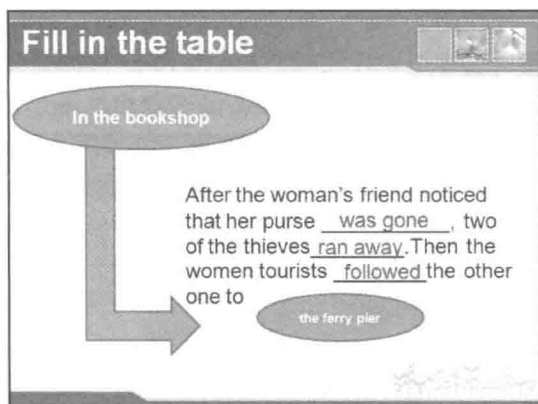 Fill in the table
In the bookshop
After the woman's friend noticed
that her purse was gone, two
of the thieves ran away. Then the
women tourists followed the other
one to
the ferry pier